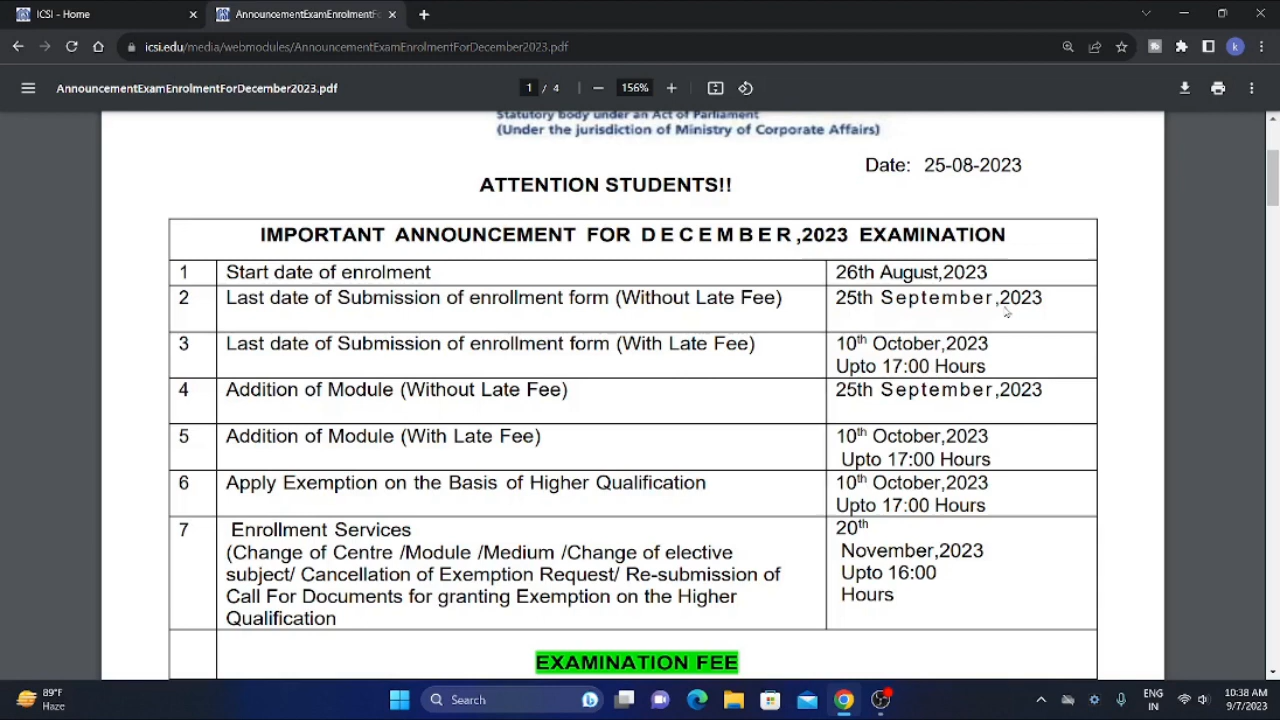 ICSI - Home
AnnouncementExamEnrolmentFo
icsi.edu/media/webmodules/AnnouncementExamEnrolmentForDecember2023.pdf
k
AnnouncementExamEnrolmentForDecember2023.pdf
1 / 4
156%
Statutory body under an Act of Parliament
(Under the jurisdiction of Ministry of Corporate Affairs)
Date: 25-08-2023
ATTENTION STUDENTS!!
IMPORTANT ANNOUNCEMENT FOR D E C E M B E R ,2023 EXAMINATION
1 Start date of enrolment 26th August,2023
2 Last date of Submission of enrollment form (Without Late Fee) 25th September,2023
3 Last date of Submission of enrollment form (With Late Fee) 10th October,2023
Upto 17:00 Hours
4 Addition of Module (Without Late Fee) 25th September,2023
5 Addition of Module (With Late Fee) 10th October,2023
Upto 17:00 Hours
6 Apply Exemption on the Basis of Higher Qualification 10th October,2023
Upto 17:00 Hours
7 Enrollment Services 20th
(Change of Centre /Module /Medium /Change of elective November,2023
subject/ Cancellation of Exemption Request/ Re-submission of Upto 16:00
Call For Documents for granting Exemption on the Higher Hours
Qualification
EXAMINATION FEE
89°F
Haze
Search
ENG
IN
10:38 AM
9/7/2023